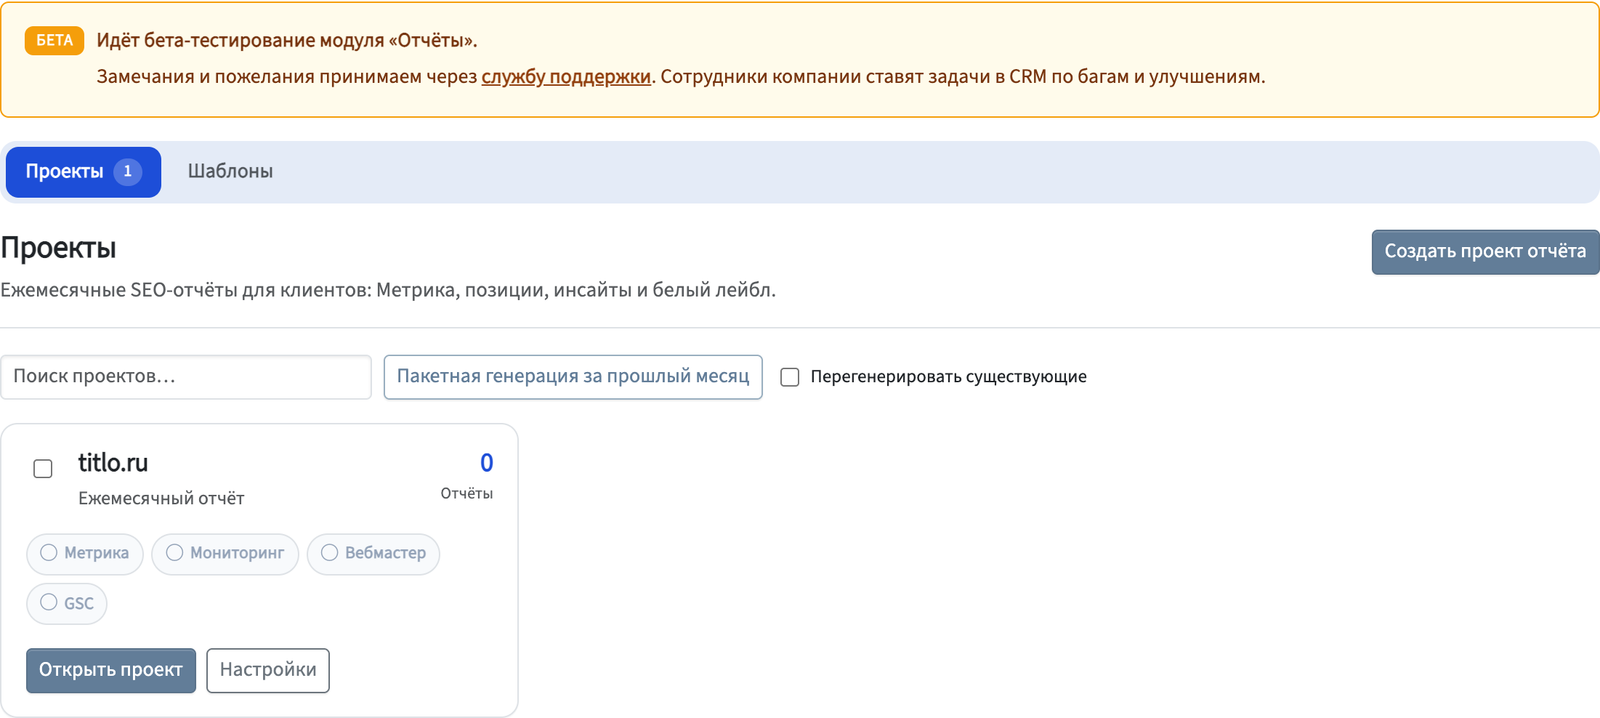 БЕТА
Идёт бета-тестирование модуля «Отчёты».
Замечания и пожелания принимаем через службу поддержки. Сотрудники компании ставят задачи в CRM по багам и улучшениям.
Проекты 1
Шаблоны
Проекты
Создать проект отчёта
Ежемесячные SEO-отчёты для клиентов: Метрика, позиции, инсайты и белый лейбл.
Поиск проектов…
Пакетная генерация за прошлый месяц
Перегенерировать существующие
titlo.ru
0
Ежемесячный отчёт
Отчёты
Метрика
Мониторинг
Вебмастер
GSC
Открыть проект
Настройки